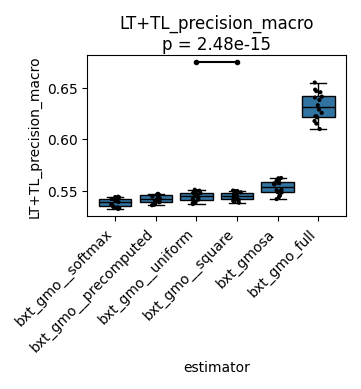 LT+TL_precision_macro
p = 2.48e-15
LT+TL_precision_macro
0.65
0.60
0.55
bxt_gmo__softmax
bxt_gmo__precomputed
bxt_gmo__uniform
bxt_gmo__square
bxt_gmosa
bxt_gmo_full
estimator